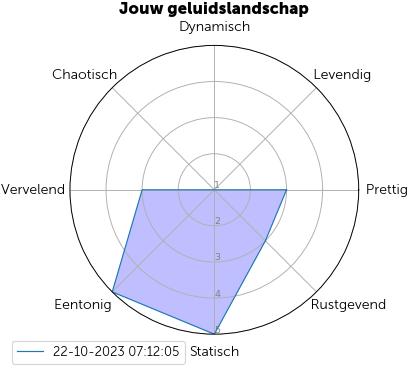 Jouw geluidslandschap
Dynamisch
Chaotisch
Levendig
Vervelend
1
Prettig
2
3
4
5
Eentonig
Rustgevend
22-10-2023 07:12:05
Statisch